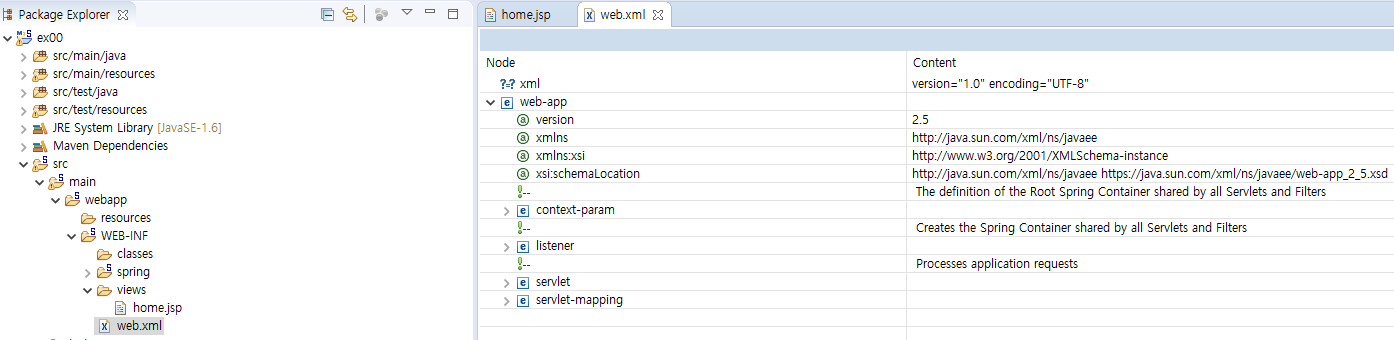 Package Explorer
ex00
src/main/java
src/main/resources
src/test/java
src/test/resources
JRE System Library [JavaSE-1.6]
Maven Dependencies
src
main
webapp
resources
WEB-INF
classes
spring
views
home.jsp
web.xml
home.jsp web.xml
Node Content
?=? xml version="1.0" encoding="UTF-8"
web-app
version 2.5
xmlns http://java.sun.com/xml/ns/javaee
xmlns:xsi http://www.w3.org/2001/XMLSchema-instance
xsi:schemaLocation http://java.sun.com/xml/ns/javaee https://java.sun.com/xml/ns/javaee/web-app_2_5.xsd
!-- The definition of the Root Spring Container shared by all Servlets and Filters
context-param
!-- Creates the Spring Container shared by all Servlets and Filters
listener
!-- Processes application requests
servlet
servlet-mapping